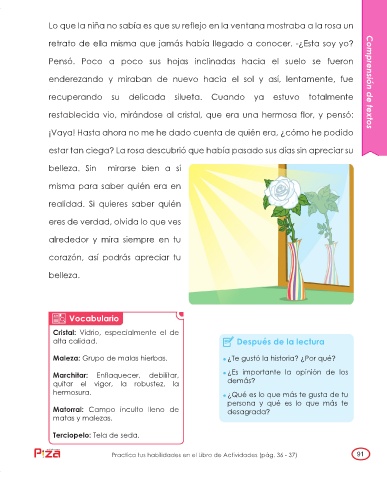 Lo que la niña no sabía es que su reflejo en la ventana mostraba a la rosa un
retrato de ella misma que jamás había llegado a conocer. -¿Esta soy yo?
Pensó. Poco a poco sus hojas inclinadas hacia el suelo se fueron
enderezando y miraban de nuevo hacia el sol y así, lentamente, fue
recuperando su delicada silueta. Cuando ya estuvo totalmente
restablecida vio, mirándose al cristal, que era una hermosa flor, y pensó:
¡Vaya! Hasta ahora no me he dado cuenta de quién era, ¿cómo he podido
estar tan ciega? La rosa descubrió que había pasado sus días sin apreciar su
belleza. Sin mirarse bien a sí
misma para saber quién era en
realidad. Si quieres saber quién
eres de verdad, olvida lo que ves
alrededor y mira siempre en tu
corazón, así podrás apreciar tu
belleza.
Comprensión de textos
Vocabulario
Cristal: Vidrio, especialmente el de
alta calidad.
Maleza: Grupo de malas hierbas.
Marchitar: Enflaquecer, debilitar,
quitar el vigor, la robustez, la
hermosura.
Matorral: Campo inculto lleno de
matas y malezas.
Terciopelo: Tela de seda.
Después de la lectura
¿Te gustó la historia? ¿Por qué?
¿Es importante la opinión de los
demás?
¿Qué es lo que más te gusta de tu
persona y qué es lo que más te
desagrada?
Practica tus habilidades en el Libro de Actividades (pág. 36 - 37)
91